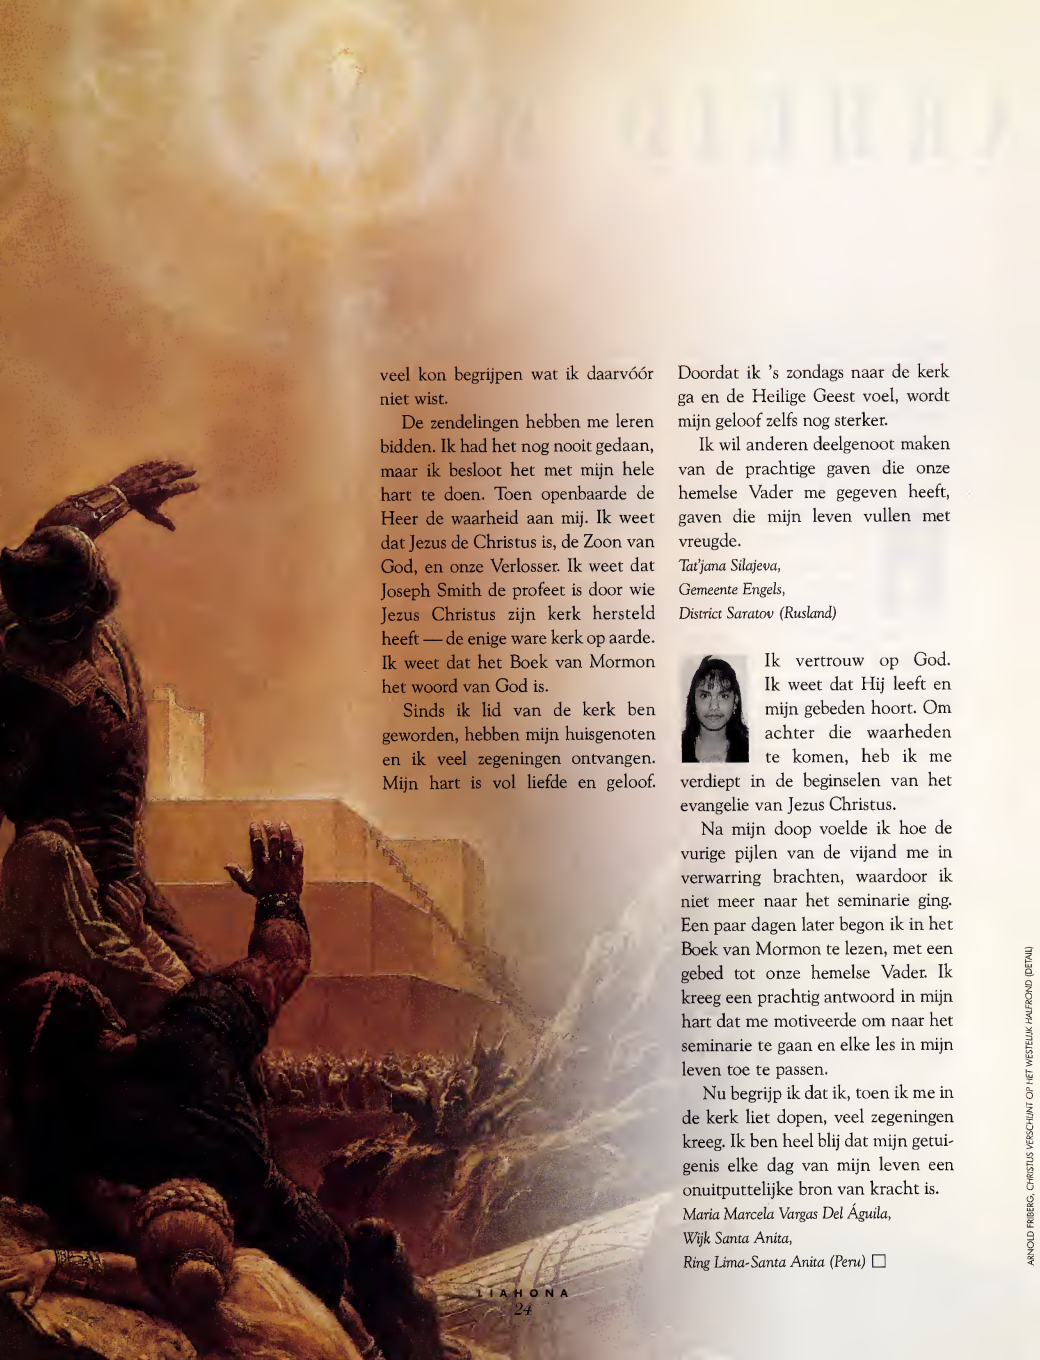 veel kon begrijpen wat ik daarvóór
niet wist.
De zendelingen hebben me leren
bidden. Ik had het nog nooit gedaan,
maar ik besloot het met mijn hele
hart te doen. Toen openbaarde de
Heer de waarheid aan mij. Ik weet
dat Jezus de Christus is, de Zoon van
God, en onze Verlosser. Ik weet dat
Joseph Smith de profeet is door wie
Jezus Christus zijn kerk hersteld
heeft — de enige ware kerk op aarde.
Ik weet dat het Boek van Mormon
het woord van God is.
Sinds ik lid van de kerk ben
geworden, hebben mijn huisgenoten
en ik veel zegeningen ontvangen.
Mijn hart is vol liefde en geloof.
Doordat ik 's zondags naar de kerk
ga en de Heilige Geest voel, wordt
mijn geloof zelfs nog sterker.
Ik wil anderen deelgenoot maken
van de prachtige gaven die onze
hemelse Vader me gegeven heeft,
gaven die mijn leven vullen met
vreugde.
Tat'jana Silajeva,
Gemeente Engels,
District Saratov (Rusland)
Ik vertrouw op God.
Ik weet dat Hij leeft en
mijn gebeden hoort. Om
achter die waarheden
te komen, heb ik me
verdiept in de beginselen van het
evangelie van Jezus Christus.
Na mijn doop voelde ik hoe de
vurige pijlen van de vijand me in
verwarring brachten, waardoor ik
niet meer naar het seminarie ging.
Een paar dagen later begon ik in het
Boek van Mormon te lezen, met een
gebed tot onze hemelse Vader. Ik
kreeg een prachtig antwoord in mijn
hart dat me motiveerde om naar het
seminarie te gaan en elke les in mijn
leven toe te passen.
Nu begrijp ik dat ik, toen ik me in
de kerk liet dopen, veel zegeningen
kreeg. Ik ben heel blij dat mijn getui-
genis elke dag van mijn leven een
onuitputtelijke bron van kracht is.
Maria Marcela Vargas Del Águila,
Wijk Santa Anita,
Ring Lima-Santa Anita (Peru) □
ARNOLD FRIBERG, CHRISTUS VERSCHIJNT OP HET WESTELIJK HALFROND (DETAIL)
LIAHONA
24